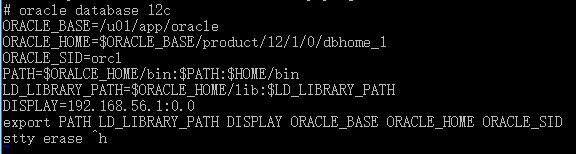 # oracle database 12c
ORACLE_BASE=/u01/app/oracle
ORACLE_HOME=$ORACLE_BASE/product/12/1/0/dbhome_1
ORACLE_SID=orcl
PATH=$ORALCE_HOME/bin:$PATH:$HOME/bin
LD_LIBRARY_PATH=$ORACLE_HOME/lib:$LD_LIBRARY_PATH
DISPLAY=192.168.56.1:0.0
export PATH LD_LIBRARY_PATH DISPLAY ORACLE_BASE ORACLE_HOME ORACLE_SID
stty erase ^h